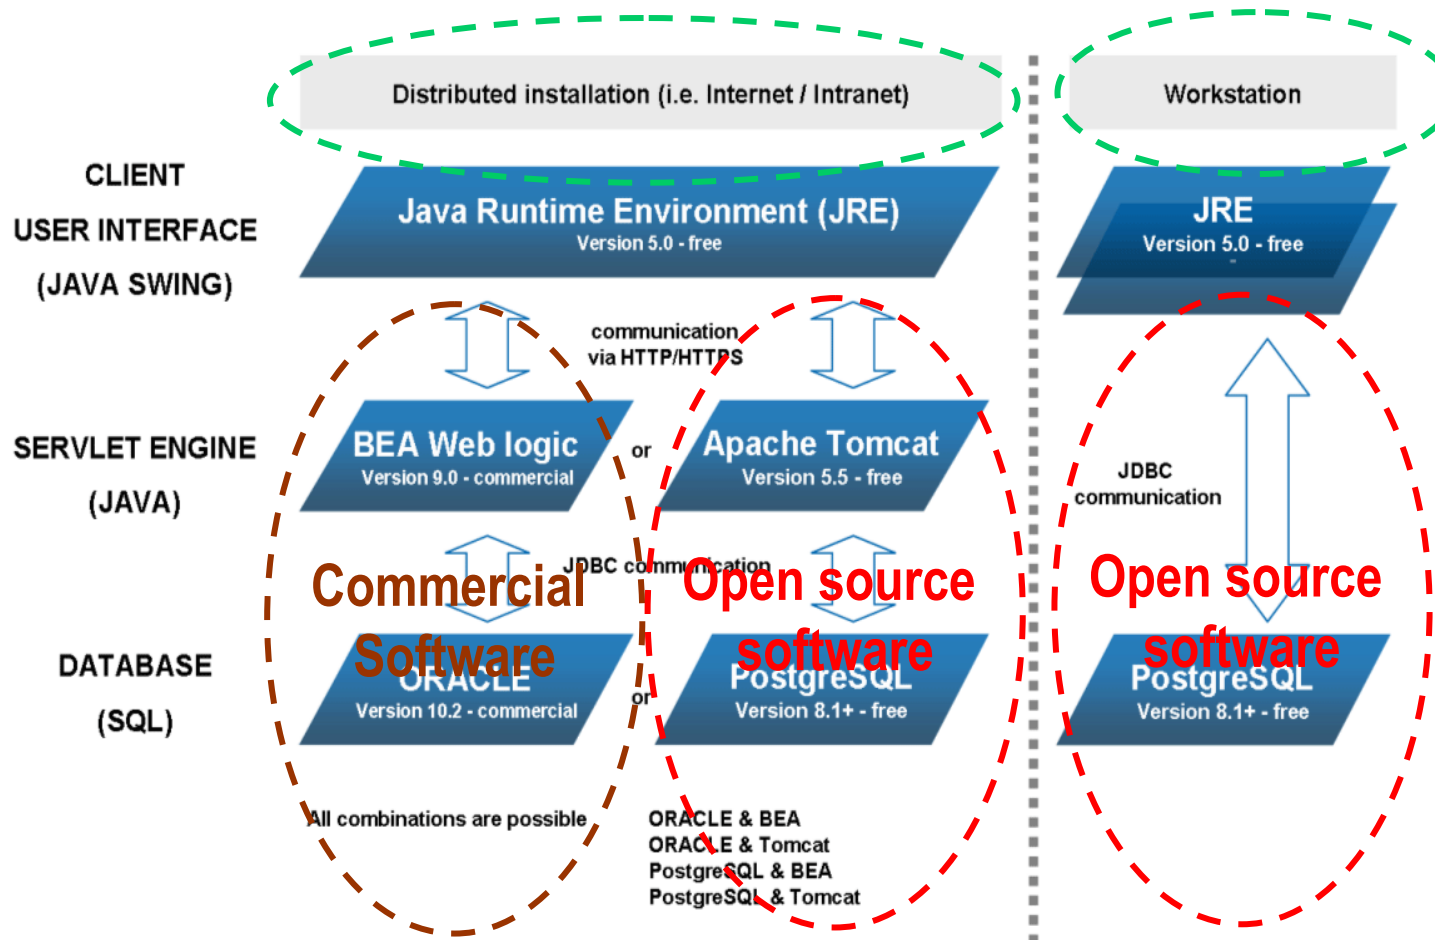 Distributed installation (i.e. Internet / Intranet)
Workstation
CLIENT
USER INTERFACE
(JAVA SWING)
Java Runtime Environment (JRE)
Version 5.0 - free
JRE
Version 5.0 - free
communication
via HTTP/HTTPS
SERVLET ENGINE
(JAVA)
BEA Web logic
Version 9.0 - commercial
or
Apache Tomcat
Version 5.5 - free
JDBC
communication
JDBC communication
Commercial
Software
Open source
software
Open source
software
DATABASE
(SQL)
ORACLE
Version 10.2 - commercial
or
PostgreSQL
Version 8.1+ - free
PostgreSQL
Version 8.1+ - free
All combinations are possible
ORACLE & BEA
ORACLE & Tomcat
PostgreSQL & BEA
PostgreSQL & Tomcat